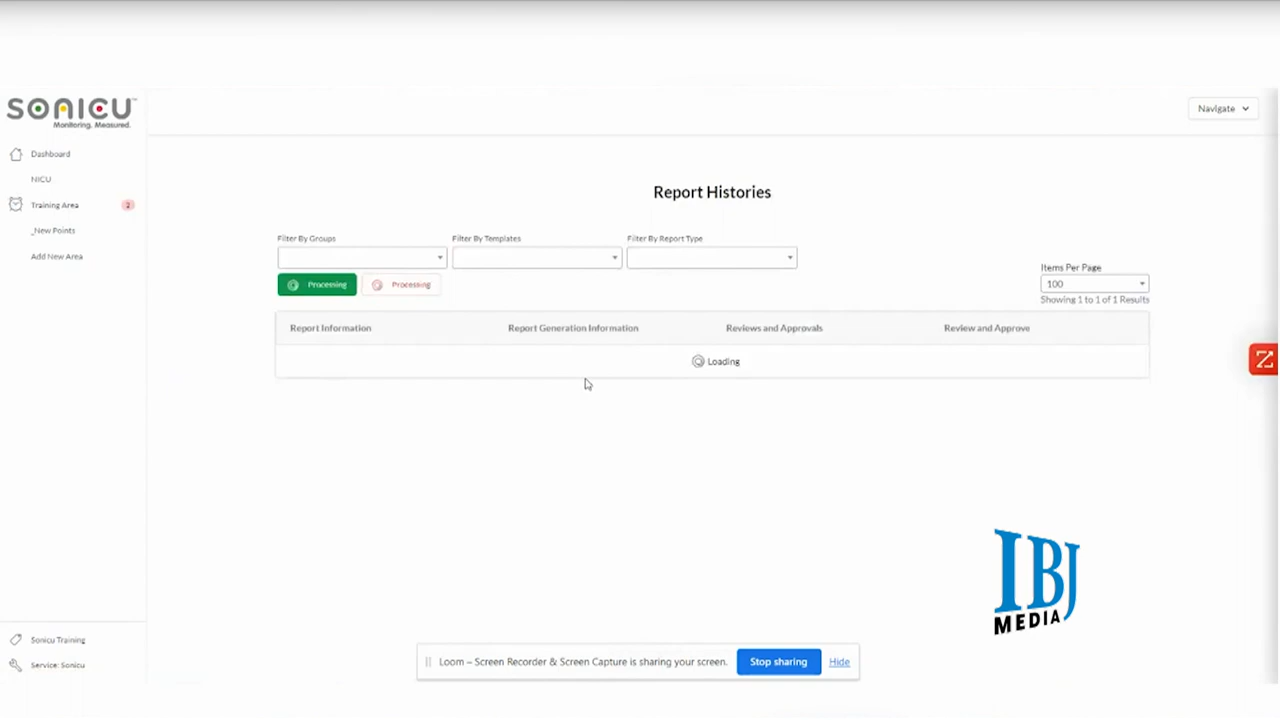 SONICU™
Monitoring, Measured.
Navigate
Dashboard
NICU
Training Area 2
_New Points
Add New Area
Report Histories
Filter By Groups
Filter By Templates
Filter By Report Type
Processing
Processing
Items Per Page
100
Showing 1 to 1 of 1 Results
Report Information
Report Generation Information
Reviews and Approvals
Review and Approve
Loading
IBJ
MEDIA
Sonicu Training
Service: Sonicu
Loom – Screen Recorder & Screen Capture is sharing your screen.
Stop sharing
Hide